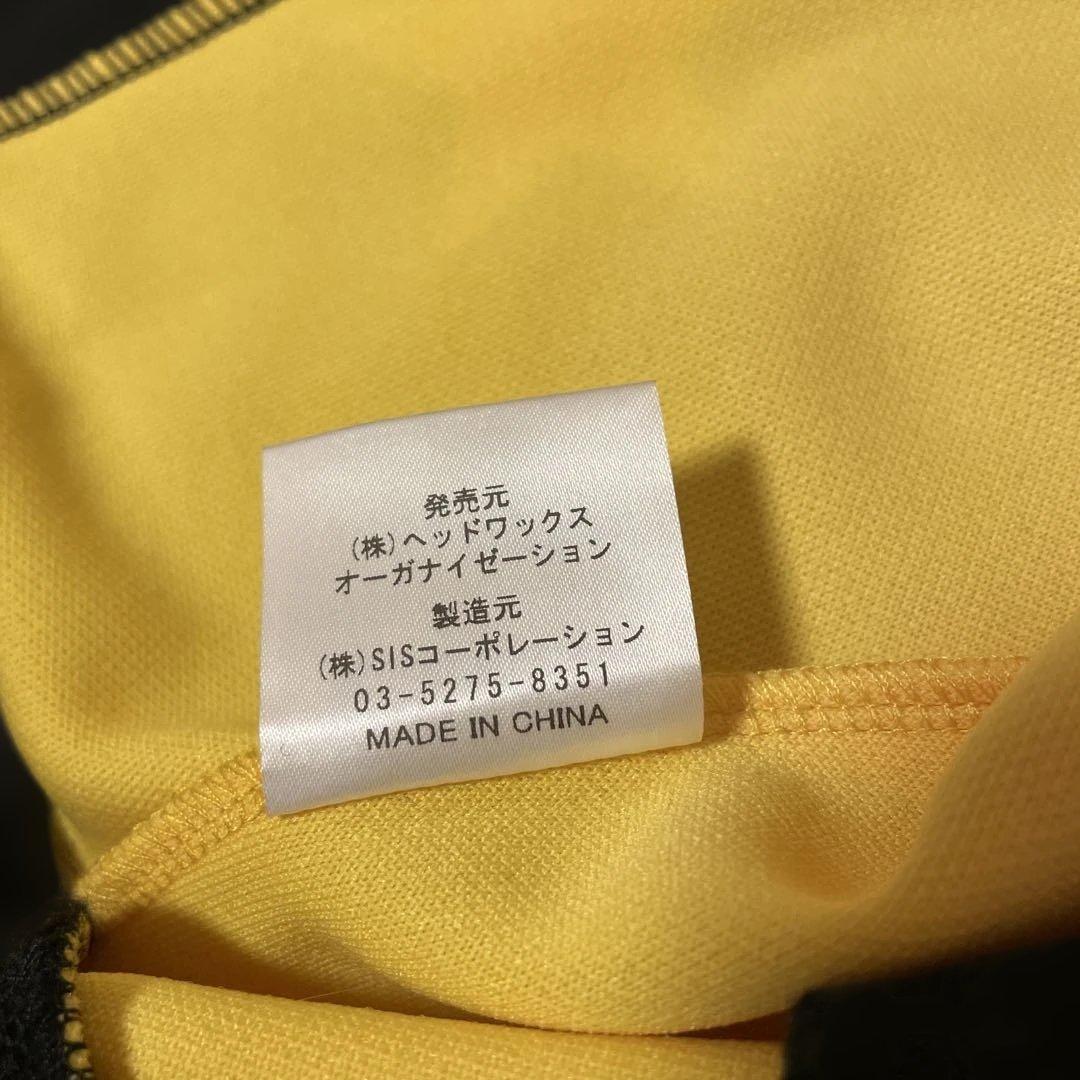 発売元
(株)ヘッドワックス
オーガナイゼーション
製造元
(株)SISコーポレーション
03-5275-8351
MADE IN CHINA